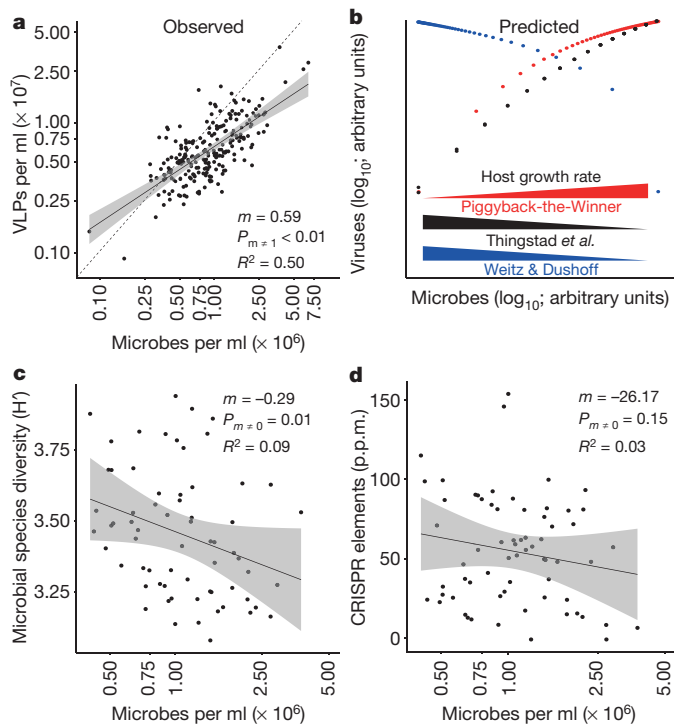 a
Observed
VLPs per ml (× 10⁷)
5.00
2.50
1.00
0.75
0.50
0.25
0.10
m = 0.59
P m ≠ 1 < 0.01
R² = 0.50
0.10
0.25
0.50
0.75
1.00
2.50
5.00
7.50
Microbes per ml (× 10⁶)
b
Predicted
Viruses (log₁₀; arbitrary units)
Host growth rate
Piggyback-the-Winner
Thingstad et al.
Weitz & Dushoff
Microbes (log₁₀; arbitrary units)
c
Microbial species diversity (H′)
3.75
3.50
3.25
m = –0.29
P m ≠ 0 = 0.01
R² = 0.09
0.50
0.75
1.00
2.50
5.00
Microbes per ml (× 10⁶)
d
CRISPR elements (p.p.m.)
150
100
50
0
m = –26.17
P m ≠ 0 = 0.15
R² = 0.03
0.50
0.75
1.00
2.50
5.00
Microbes per ml (× 10⁶)